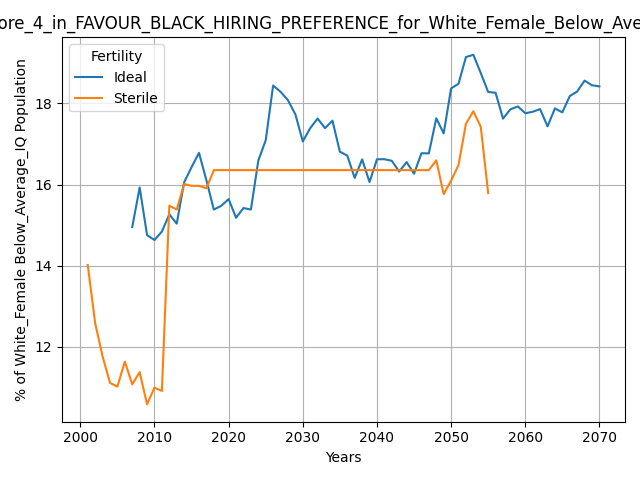 ore_4_in_FAVOUR_BLACK_HIRING_PREFERENCE_for_White_Female_Below_Ave
Fertility
Ideal
Sterile
% of White_Female Below_Average_IQ Population
18
16
14
12
2000 2010 2020 2030 2040 2050 2060 2070
Years